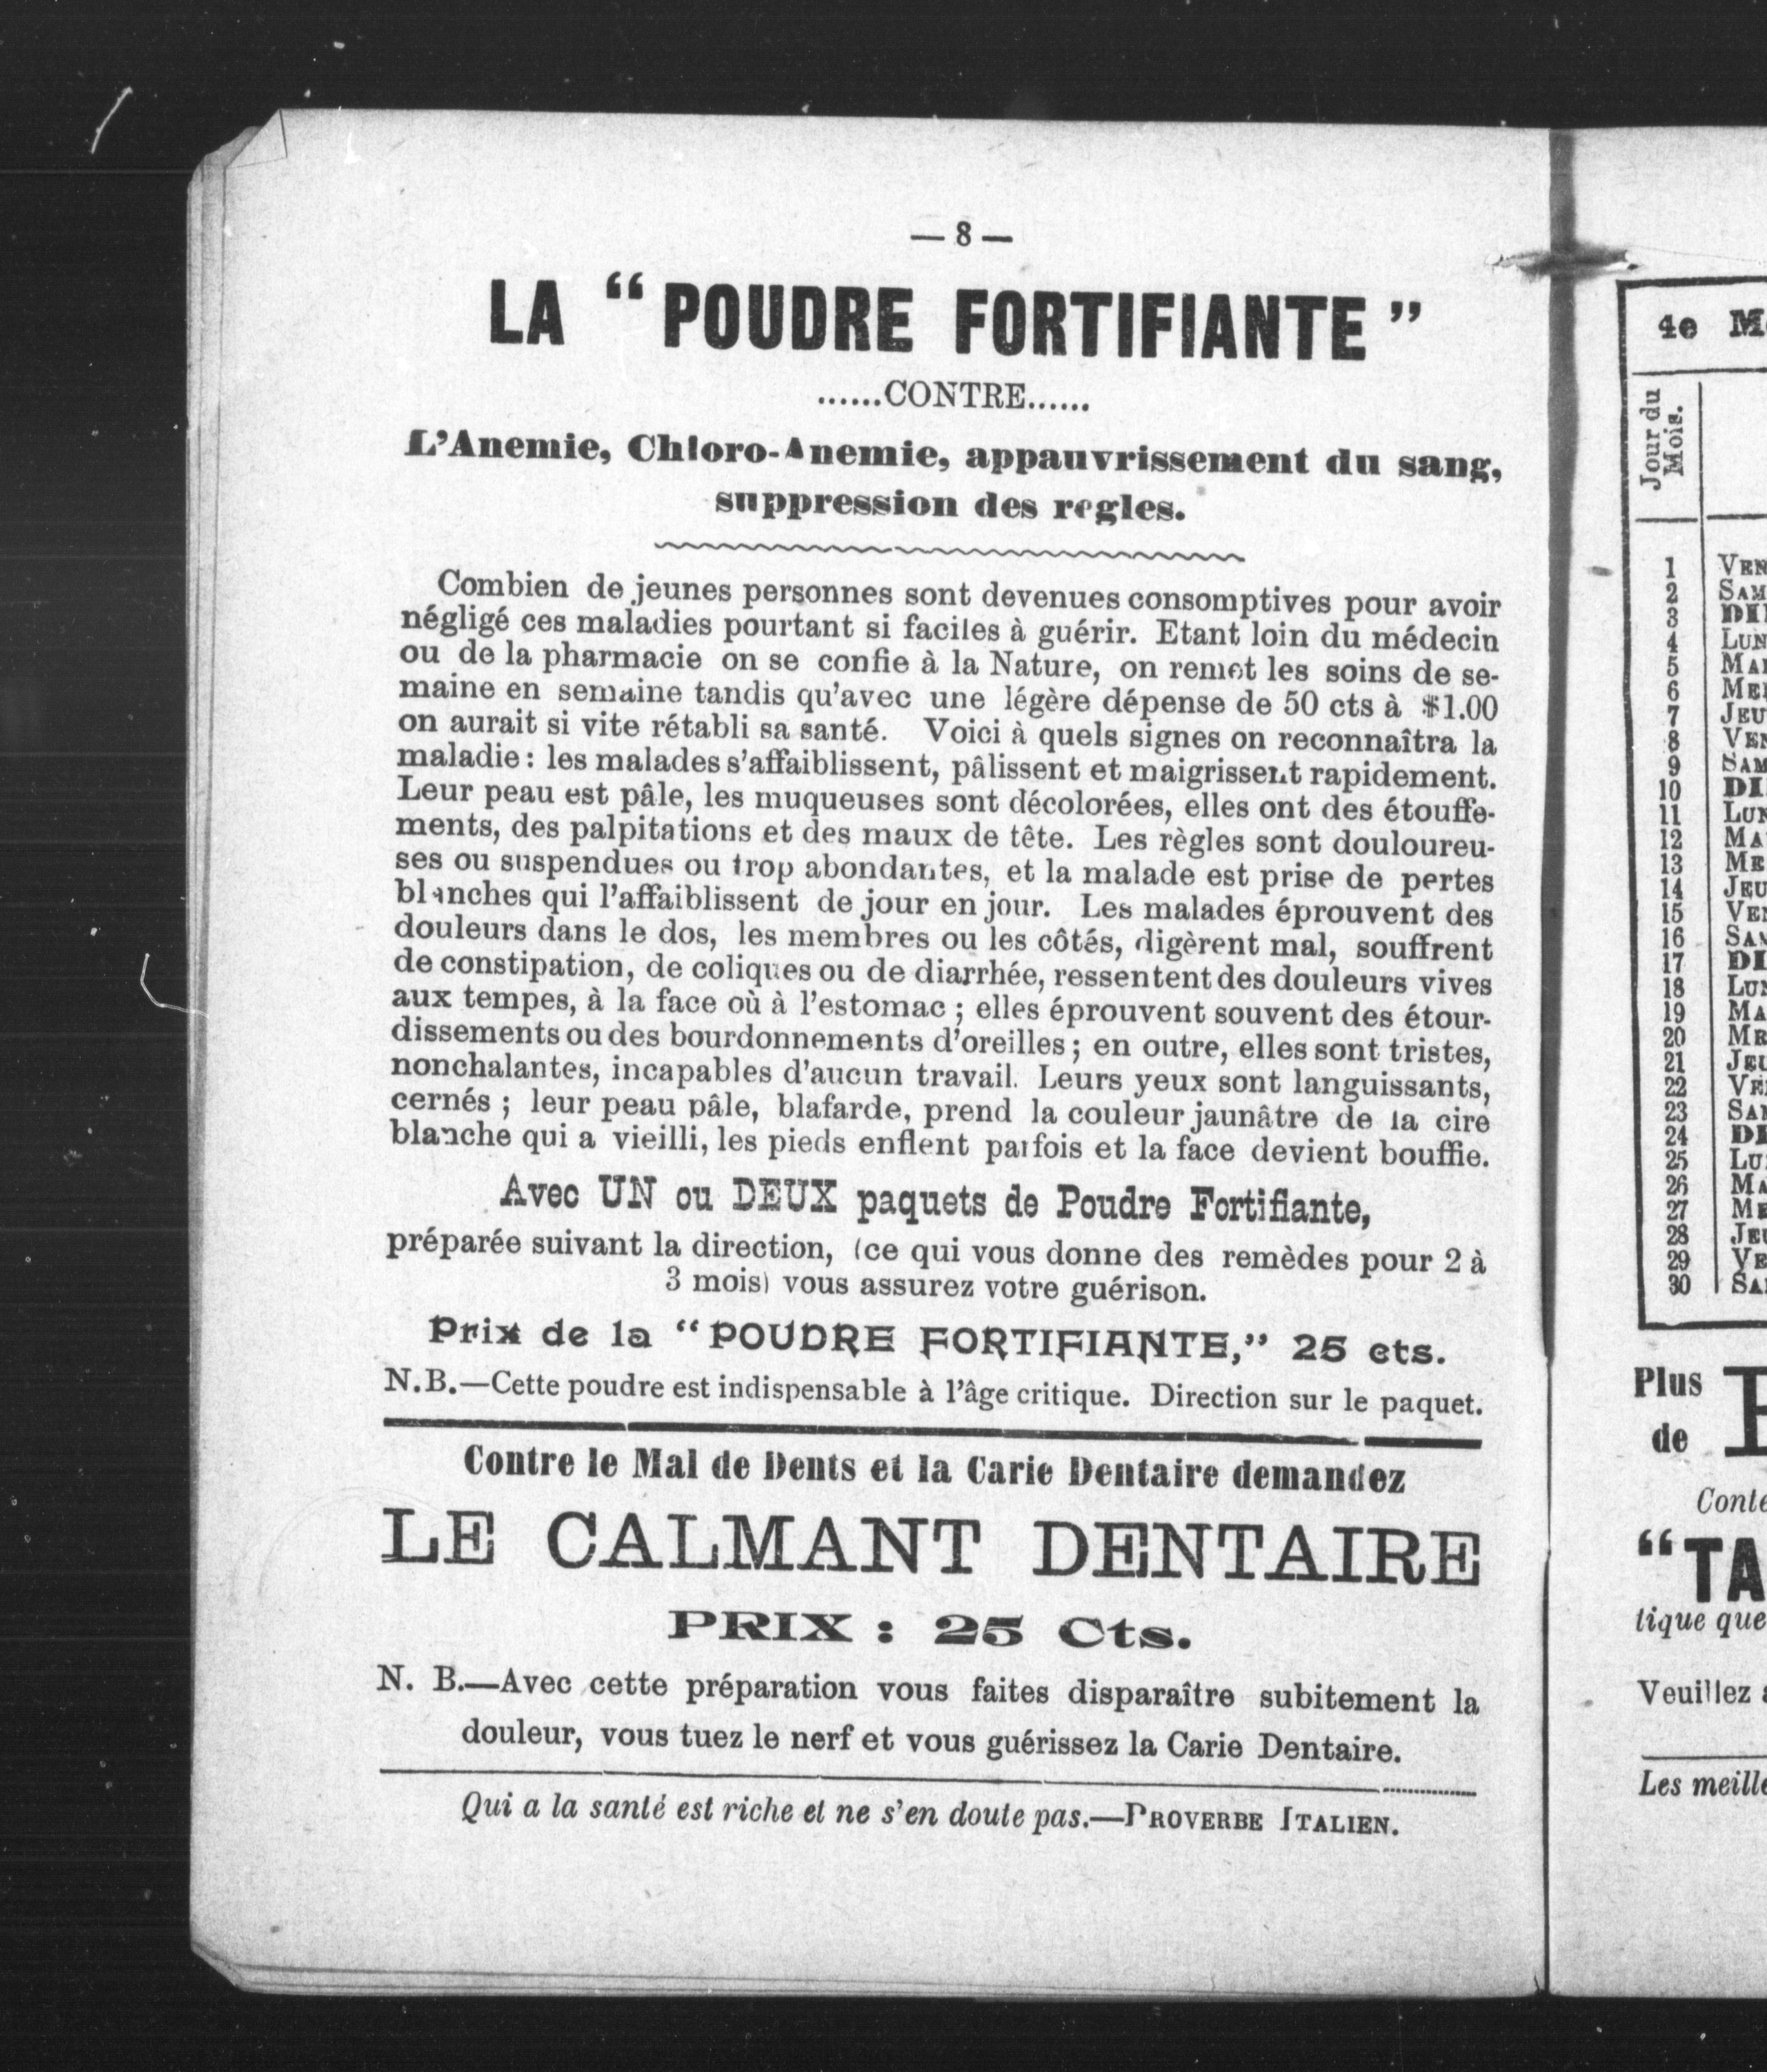 — 8 —
LA “ POUDRE FORTIFIANTE ”
......CONTRE......
L’Anemie, Chloro-Anemie, appauvrissement du sang,
suppression des regles.
Combien de jeunes personnes sont devenues consomptives pour avoir
négligé ces maladies pourtant si faciles à guérir. Etant loin du médecin
ou de la pharmacie on se confie à la Nature, on remet les soins de se-
maine en semaine tandis qu’avec une légère dépense de 50 cts à $1.00
on aurait si vite rétabli sa santé. Voici à quels signes on reconnaîtra la
maladie : les malades s’affaiblissent, pâlissent et maigrissent rapidement.
Leur peau est pâle, les muqueuses sont décolorées, elles ont des étouffe-
ments, des palpitations et des maux de tête. Les règles sont douloureu-
ses ou suspendues ou trop abondantes, et la malade est prise de pertes
blanches qui l’affaiblissent de jour en jour. Les malades éprouvent des
douleurs dans le dos, les membres ou les côtés, digèrent mal, souffrent
de constipation, de coliques ou de diarrhée, ressentent des douleurs vives
aux tempes, à la face où à l’estomac ; elles éprouvent souvent des étour-
dissements ou des bourdonnements d’oreilles ; en outre, elles sont tristes,
nonchalantes, incapables d’aucun travail. Leurs yeux sont languissants,
cernés ; leur peau pâle, blafarde, prend la couleur jaunâtre de la cire
blanche qui a vieilli, les pieds enflent parfois et la face devient bouffie.
Avec UN ou DEUX paquets de Poudre Fortifiante,
préparée suivant la direction, (ce qui vous donne des remèdes pour 2 à
3 mois) vous assurez votre guérison.
Prix de la “ POUDRE FORTIFIANTE,” 25 cts.
N.B.—Cette poudre est indispensable à l’âge critique. Direction sur le paquet.
Contre le Mal de Dents et la Carie Dentaire demandez
LE CALMANT DENTAIRE
PRIX : 25 Cts.
N. B.—Avec cette préparation vous faites disparaître subitement la
douleur, vous tuez le nerf et vous guérissez la Carie Dentaire.
Qui a la santé est riche et ne s’en doute pas.—PROVERBE ITALIEN.
4e
Jour du
Mois.
1
2
3
4
5
6
7
8
9
10
11
12
13
14
15
16
17
18
19
20
21
22
23
24
25
26
27
28
29
30
Plus
de
“TA
tique que
Veuillez
Les